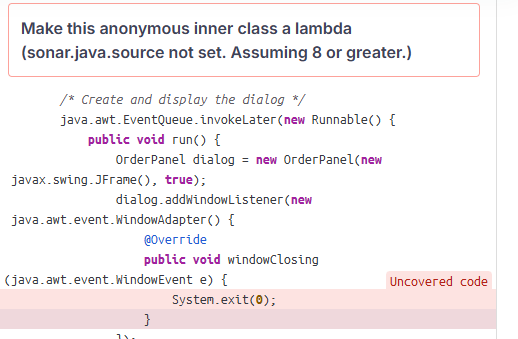 Make this anonymous inner class a lambda
(sonar.java.source not set. Assuming 8 or greater.)
/* Create and display the dialog */
java.awt.EventQueue.invokeLater(new Runnable() {
public void run() {
OrderPanel dialog = new OrderPanel(new
javax.swing.JFrame(), true);
dialog.addWindowListener(new
java.awt.event.WindowAdapter() {
@Override
public void windowClosing
(java.awt.event.WindowEvent e) {
Uncovered code
System.exit(0);
}
});